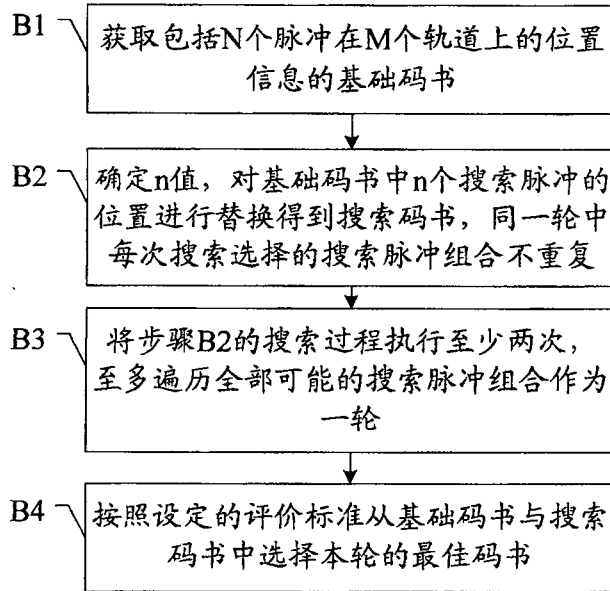 B1
获取包括N个脉冲在M个轨道上的位置
信息的基础码书
B2
确定n值，对基础码书中n个搜索脉冲的
位置进行替换得到搜索码书，同一轮中
每次搜索选择的搜索脉冲组合不重复
B3
将步骤B2的搜索过程执行至少两次，
至多遍历全部可能的搜索脉冲组合作为
一轮
B4
按照设定的评价标准从基础码书与搜索
码书中选择本轮的最佳码书